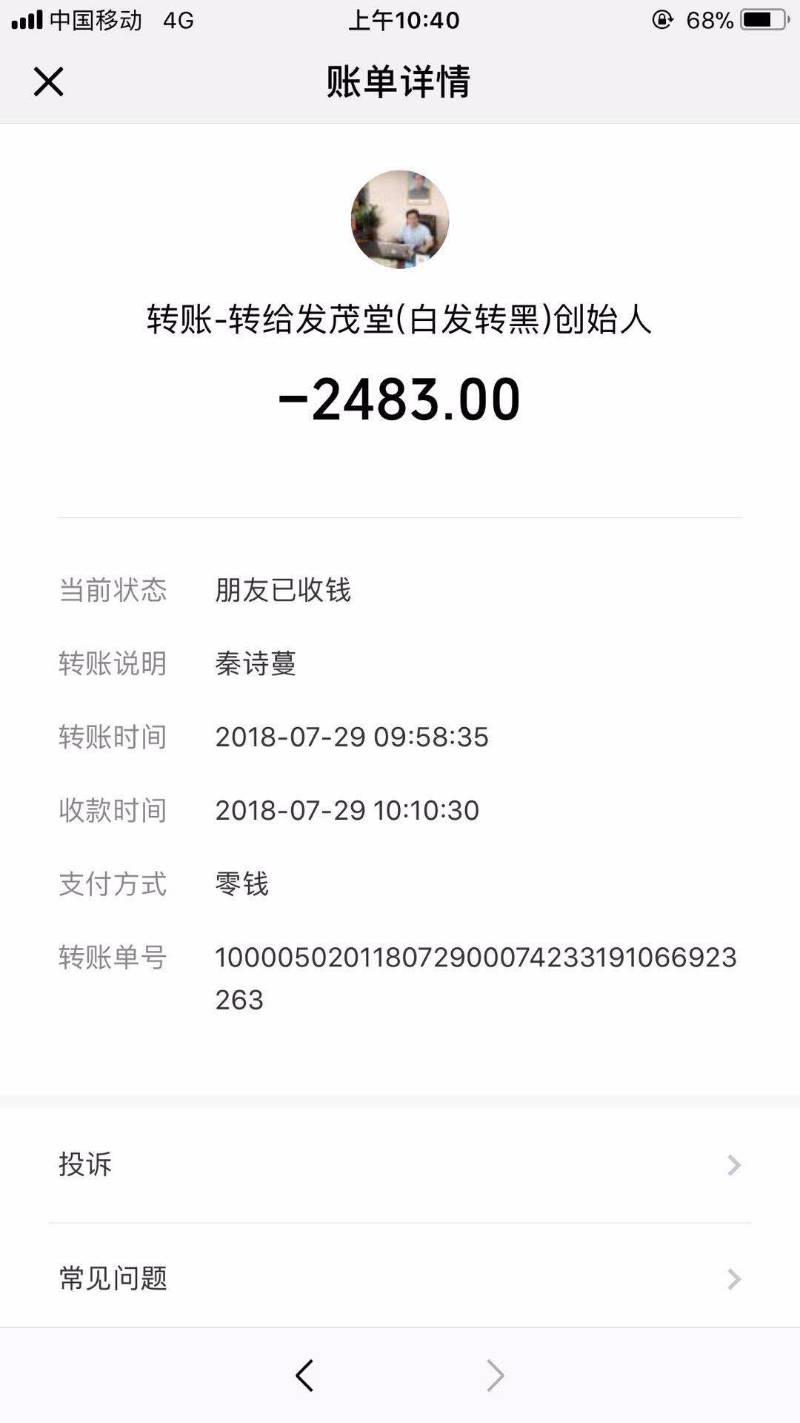 中国移动 4G 上午10:40 68%
账单详情
转账-转给发茂堂(白发转黑)创始人
-2483.00
当前状态 朋友已收钱
转账说明 秦诗蔓
转账时间 2018-07-29 09:58:35
收款时间 2018-07-29 10:10:30
支付方式 零钱
转账单号 100005020118072900074233191066923
263
投诉
常见问题